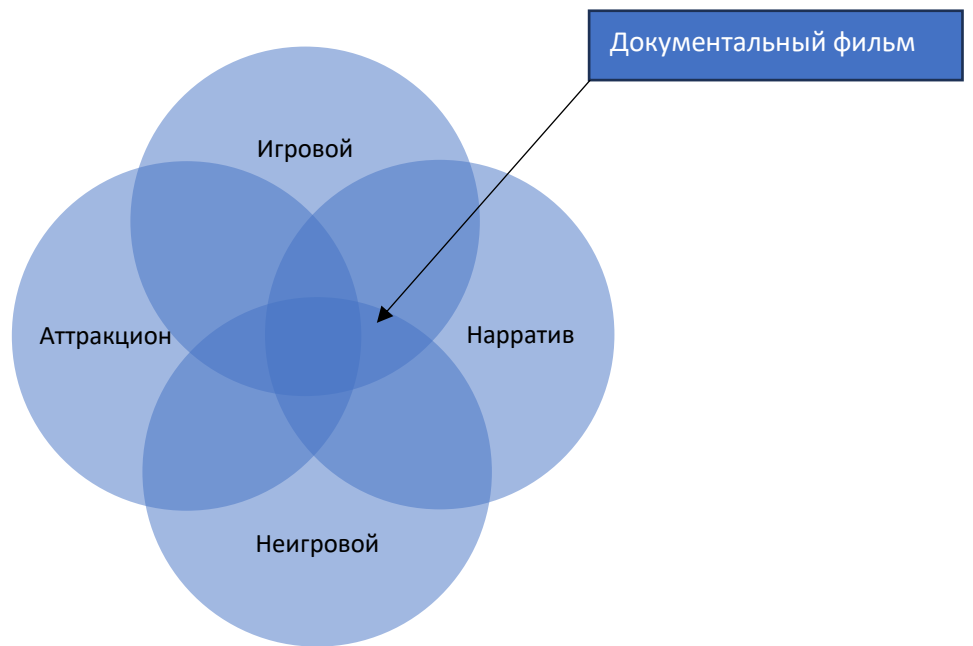 Документальный фильм
Игровой
Аттракцион
Нарратив
Неигровой